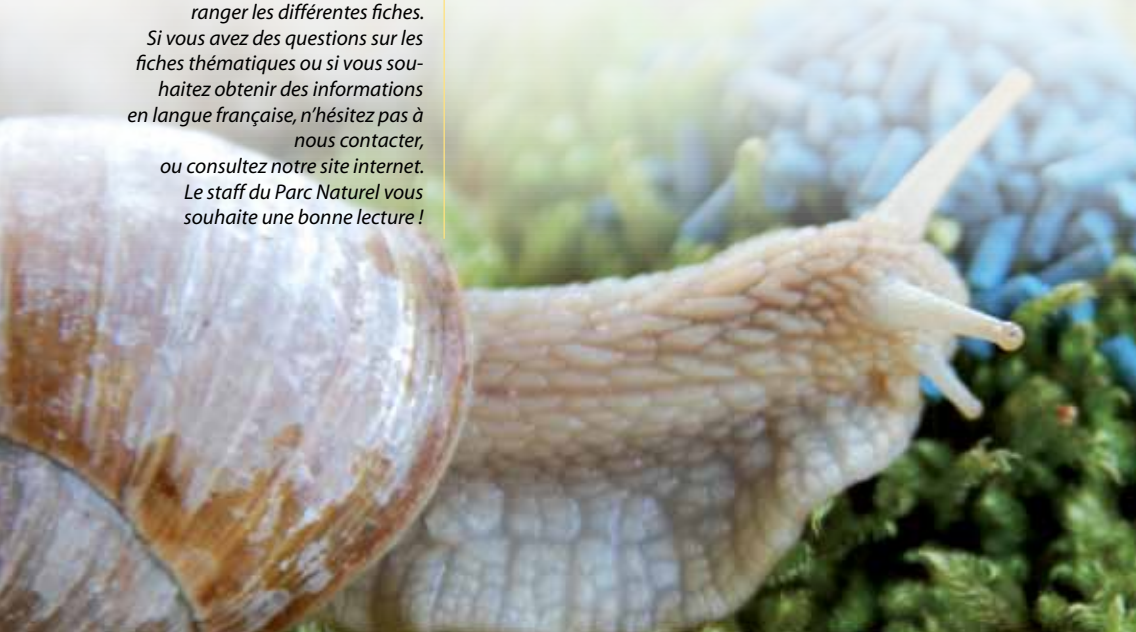 ranger les différentes fiches.
Si vous avez des questions sur les
fiches thématiques ou si vous sou-
haitez obtenir des informations
en langue française, n'hésitez pas à
nous contacter,
ou consultez notre site internet.
Le staff du Parc Naturel vous
souhaite une bonne lecture !